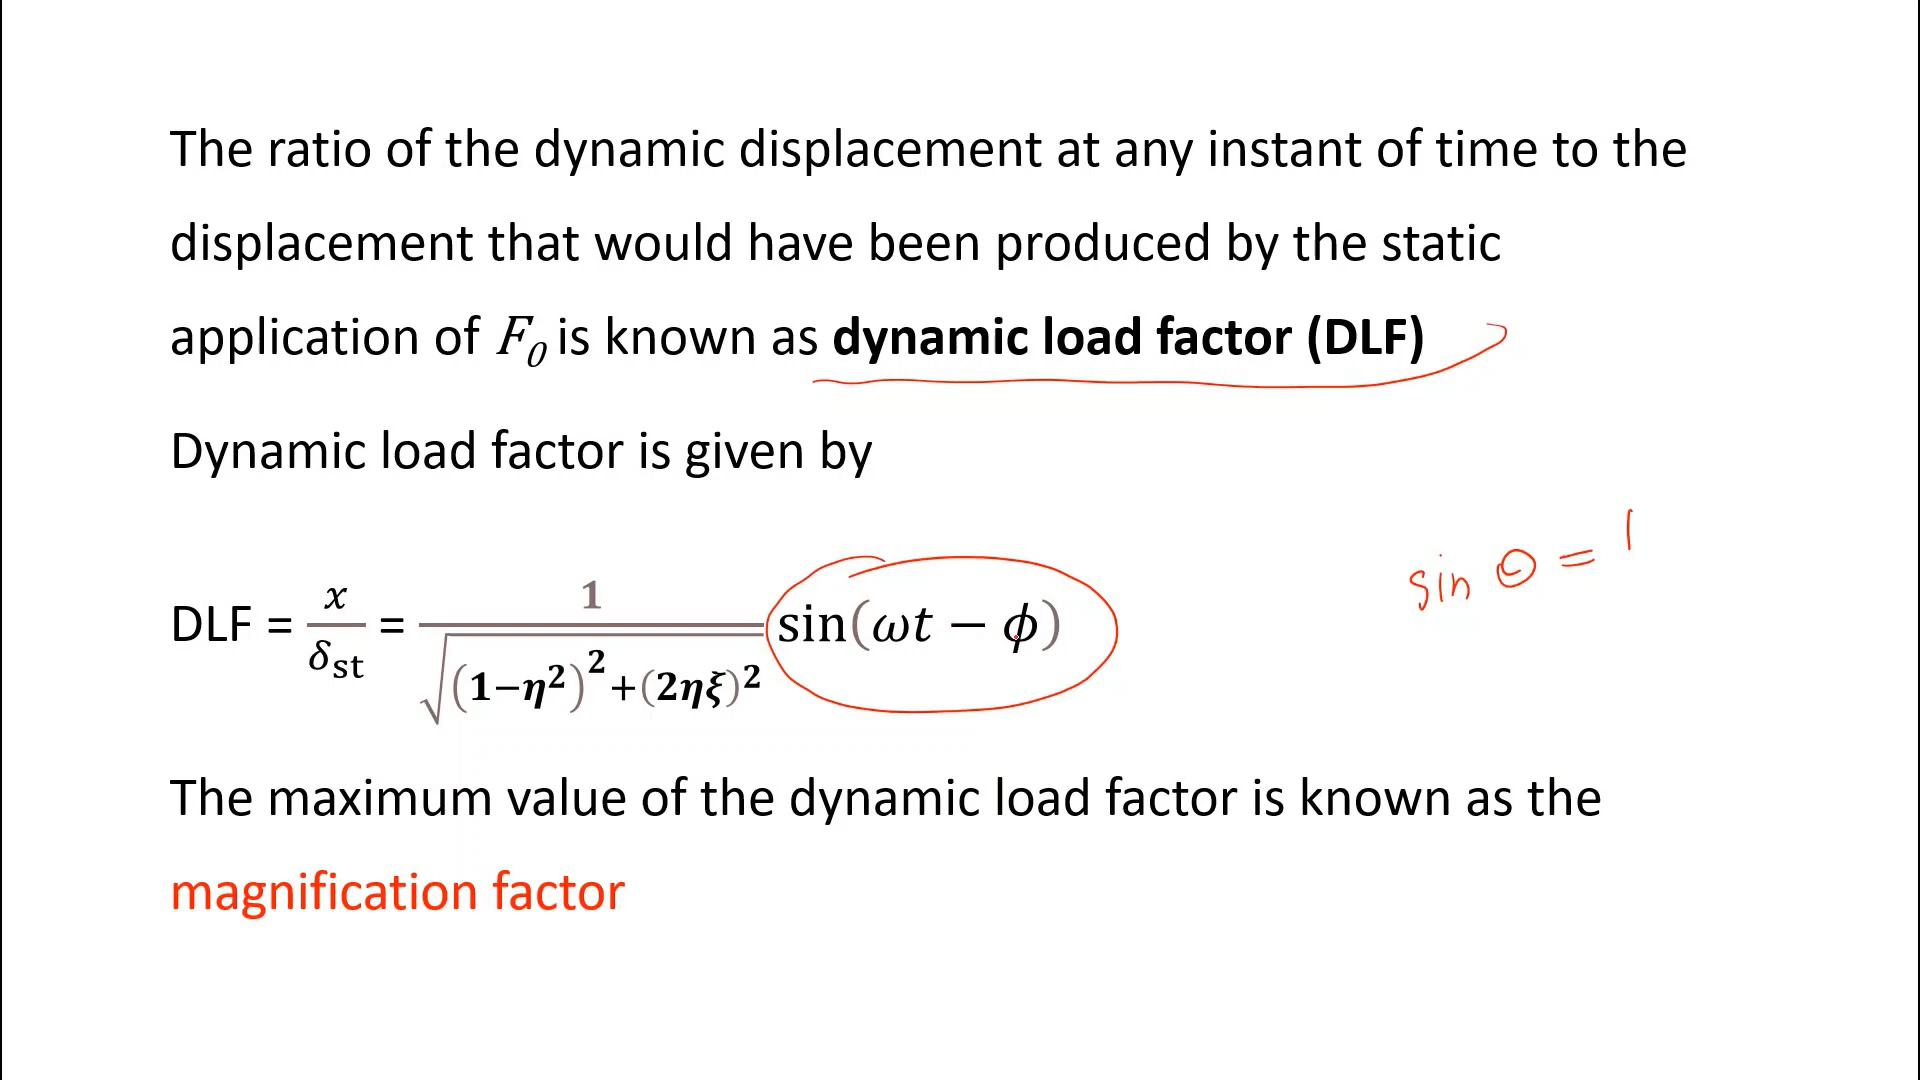 The ratio of the dynamic displacement at any instant of time to the
displacement that would have been produced by the static
application of F₀ is known as dynamic load factor (DLF)
Dynamic load factor is given by
sin Θ = 1
DLF = x/δst = 1/√((1−η²)²+(2ηξ)²) sin(ωt − ϕ)
The maximum value of the dynamic load factor is known as the
magnification factor